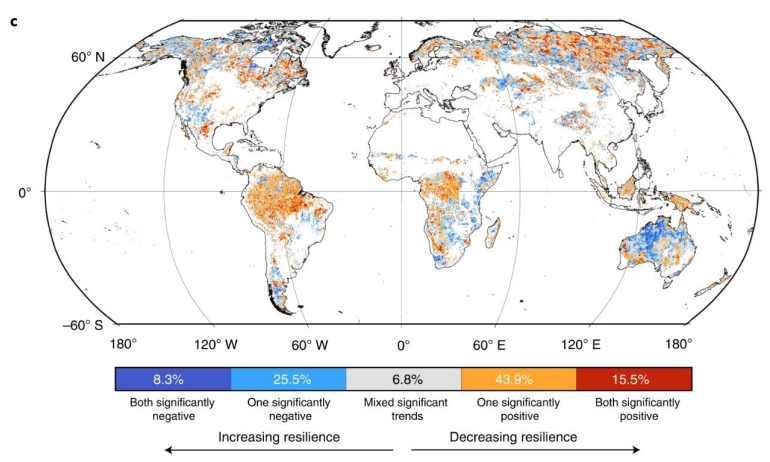 c
60° N
0°
–60° S
180° 120° W 60° W 0° 60° E 120° E 180°
8.3% 25.5% 6.8% 43.9% 15.5%
Both significantly One significantly Mixed significant One significantly Both significantly
negative negative trends positive positive
Increasing resilience Decreasing resilience